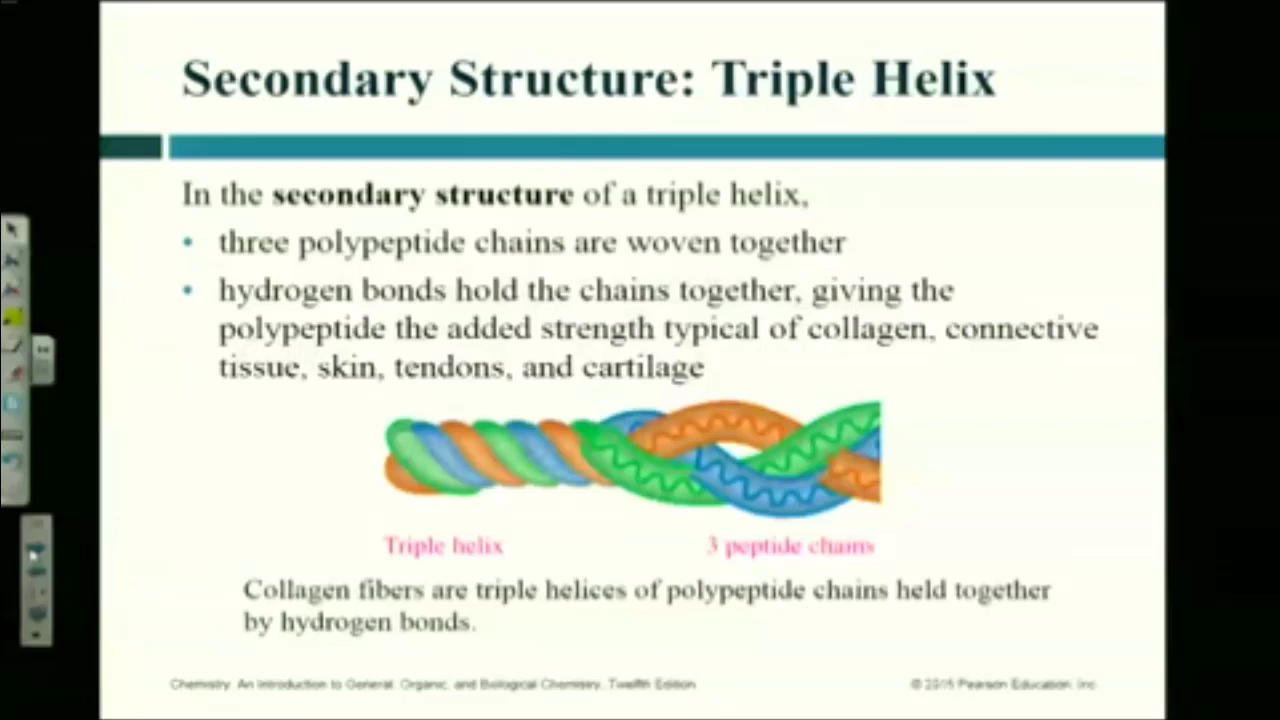 Secondary Structure: Triple Helix
In the secondary structure of a triple helix,
• three polypeptide chains are woven together
• hydrogen bonds hold the chains together, giving the
polypeptide the added strength typical of collagen, connective
tissue, skin, tendons, and cartilage
Triple helix
3 peptide chains
Collagen fibers are triple helices of polypeptide chains held together
by hydrogen bonds.
Chemistry: An Introduction to General, Organic, and Biological Chemistry, Twelfth Edition
© 2015 Pearson Education, Inc.